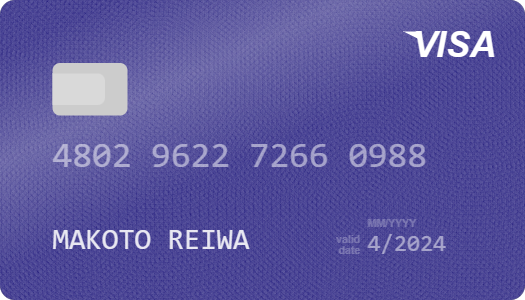 VISA
4802 9622 7266 0988
MM/YYYY
valid
date
4/2024
MAKOTO REIWA